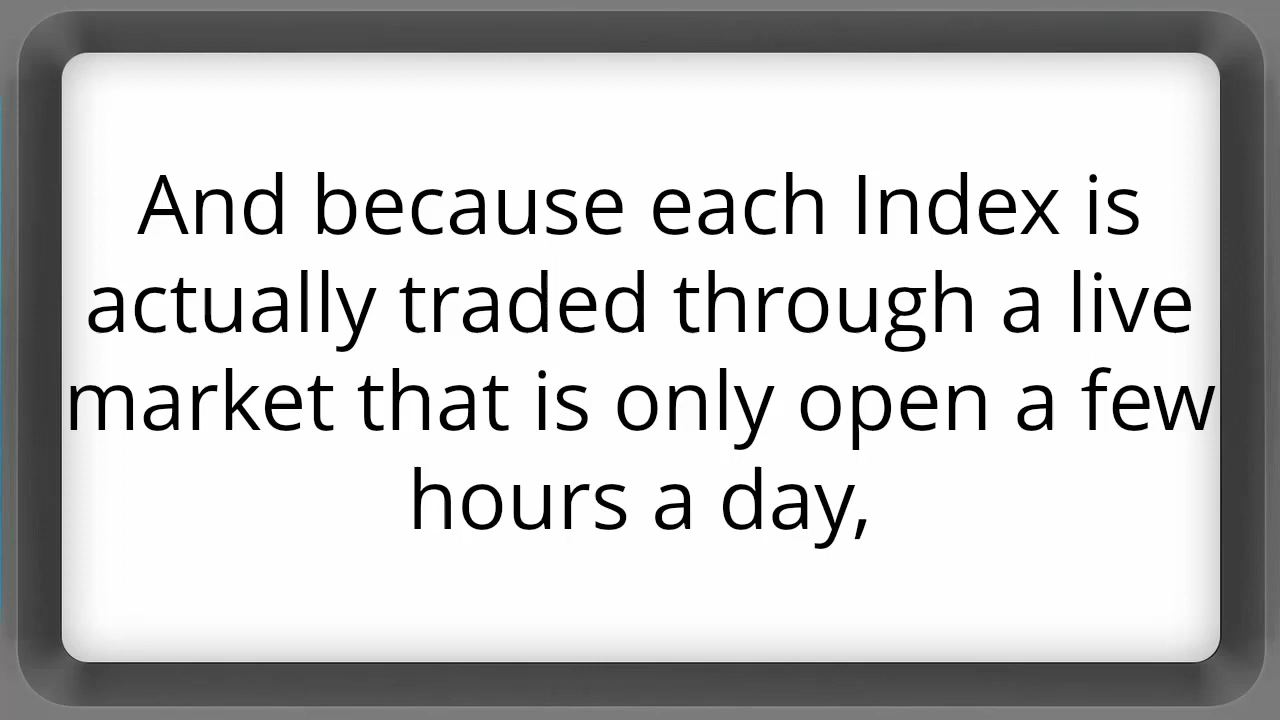 And because each Index is
actually traded through a live
market that is only open a few
hours a day,